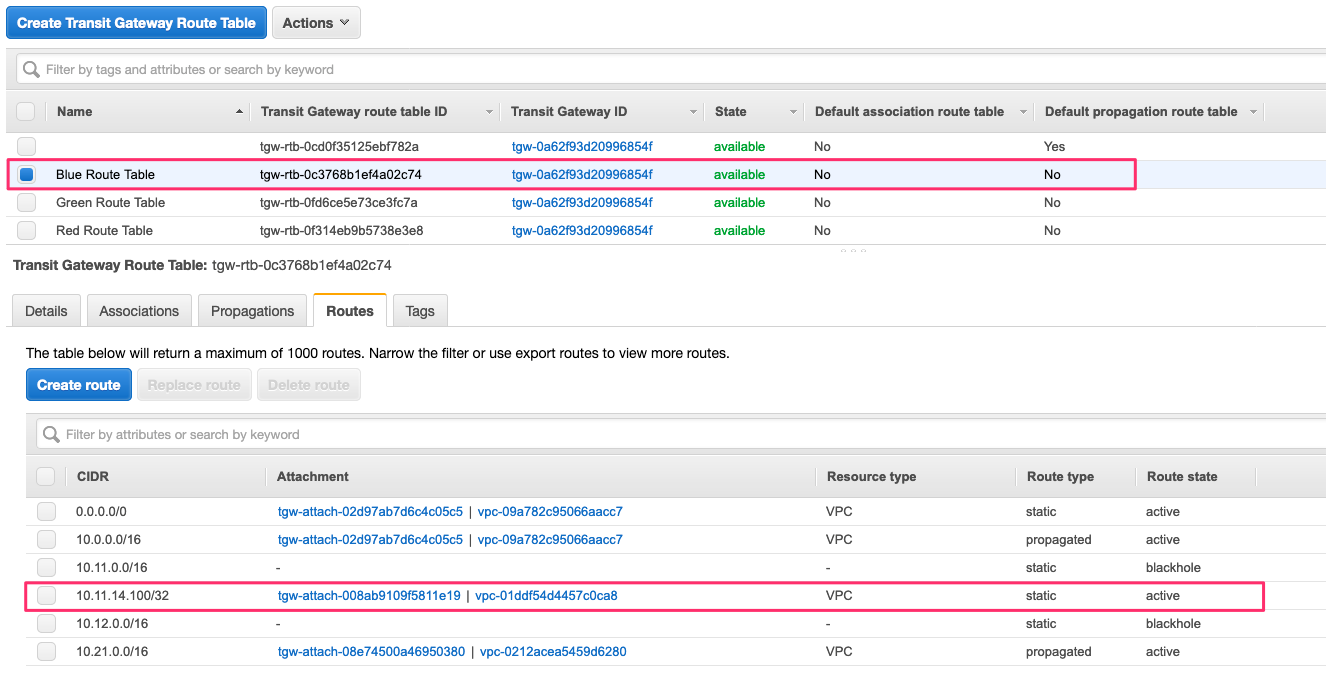 Create Transit Gateway Route Table Actions
Filter by tags and attributes or search by keyword
Name Transit Gateway route table ID Transit Gateway ID State Default association route table Default propagation route table
tgw-rtb-0cd0f35125ebf782a tgw-0a62f93d20996854f available No Yes
Blue Route Table tgw-rtb-0c3768b1ef4a02c74 tgw-0a62f93d20996854f available No No
Green Route Table tgw-rtb-0fd6ce5e73ce3fc7a tgw-0a62f93d20996854f available No No
Red Route Table tgw-rtb-0f314eb9b5738e3e8 tgw-0a62f93d20996854f available No No
Transit Gateway Route Table: tgw-rtb-0c3768b1ef4a02c74
Details Associations Propagations Routes Tags
The table below will return a maximum of 1000 routes. Narrow the filter or use export routes to view more routes.
Create route Replace route Delete route
Filter by attributes or search by keyword
CIDR Attachment Resource type Route type Route state
0.0.0.0/0 tgw-attach-02d97ab7d6c4c05c5 | vpc-09a782c95066aacc7 VPC static active
10.0.0.0/16 tgw-attach-02d97ab7d6c4c05c5 | vpc-09a782c95066aacc7 VPC propagated active
10.11.0.0/16 - - static blackhole
10.11.14.100/32 tgw-attach-008ab9109f5811e19 | vpc-01ddf54d4457c0ca8 VPC static active
10.12.0.0/16 - - static blackhole
10.21.0.0/16 tgw-attach-08e74500a46950380 | vpc-0212acea5459d6280 VPC propagated active